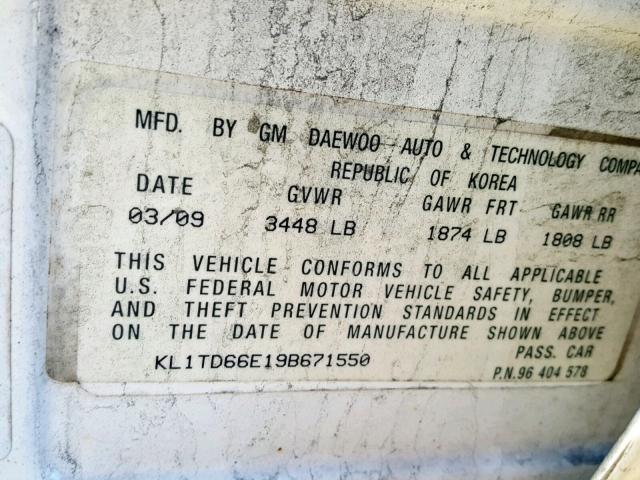 MFD. BY GM DAEWOO AUTO & TECHNOLOGY
REPUBLIC OF KOREA
DATE GVWR GAWR FRT GAWR RR
03/09 3448 LB 1874 LB 1808 LB
THIS VEHICLE CONFORMS TO ALL APPLICABLE
U.S. FEDERAL MOTOR VEHICLE SAFETY, BUMPER,
AND THEFT PREVENTION STANDARDS IN EFFECT
ON THE DATE OF MANUFACTURE SHOWN ABOVE
KL1TD66E19B671550 PASS. CAR
P.N.96 404 578